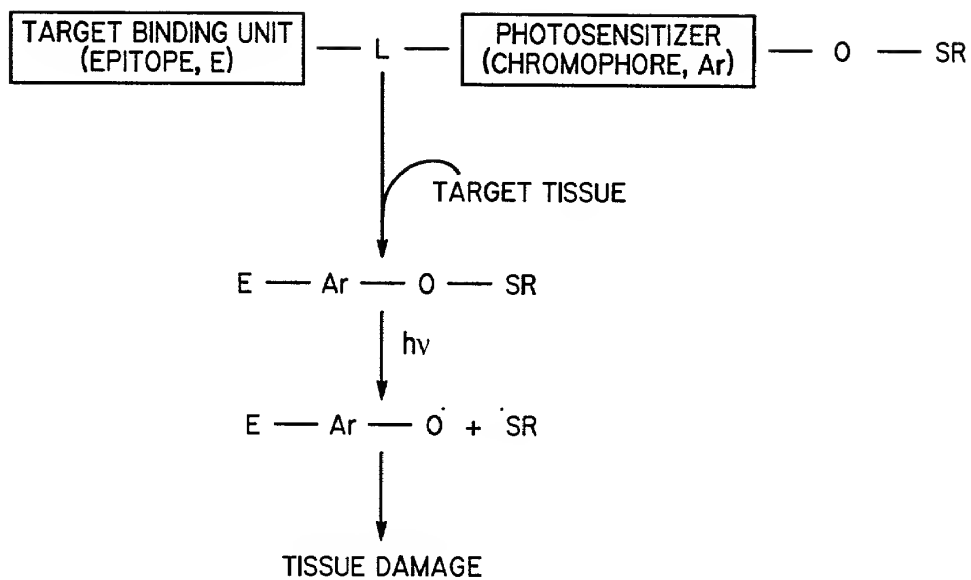 TARGET BINDING UNIT
(EPITOPE, E)
— L —
PHOTOSENSITIZER
(CHROMOPHORE, Ar)
— O — SR
TARGET TISSUE
E — Ar — O — SR
hν
E — Ar — O˙ + ˙SR
TISSUE DAMAGE